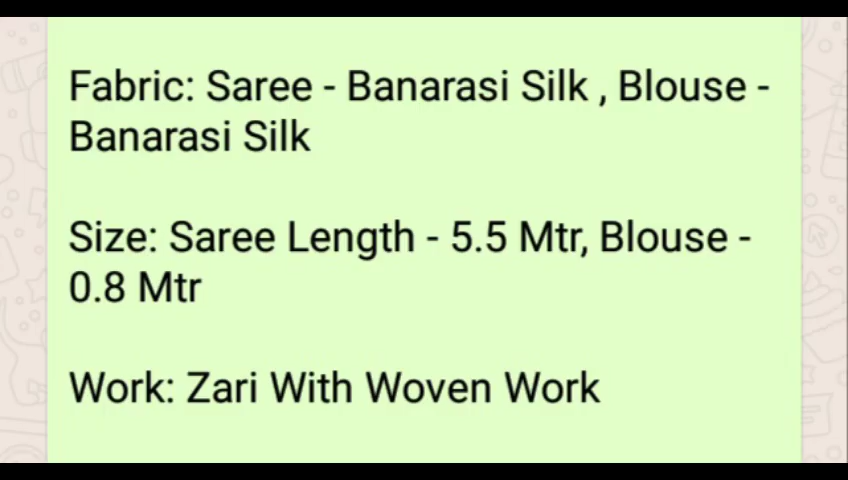 Fabric: Saree - Banarasi Silk , Blouse -
Banarasi Silk
Size: Saree Length - 5.5 Mtr, Blouse -
0.8 Mtr
Work: Zari With Woven Work